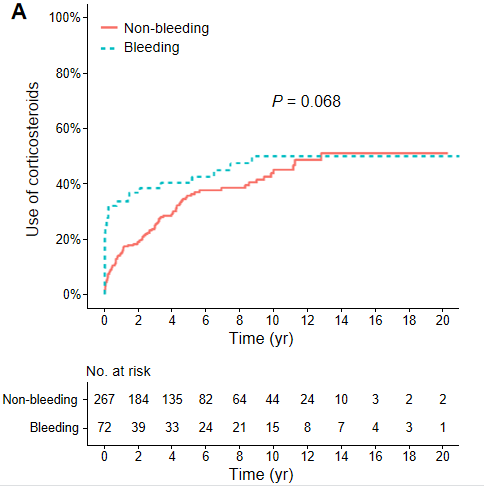 A
100%
Non-bleeding
Bleeding
80%
P = 0.068
60%
Use of corticosteroids
40%
20%
0%
0 2 4 6 8 10 12 14 16 18 20
Time (yr)
No. at risk
Non-bleeding 267 184 135 82 64 44 24 10 3 2 2
Bleeding 72 39 33 24 21 15 8 7 4 3 1
0 2 4 6 8 10 12 14 16 18 20
Time (yr)